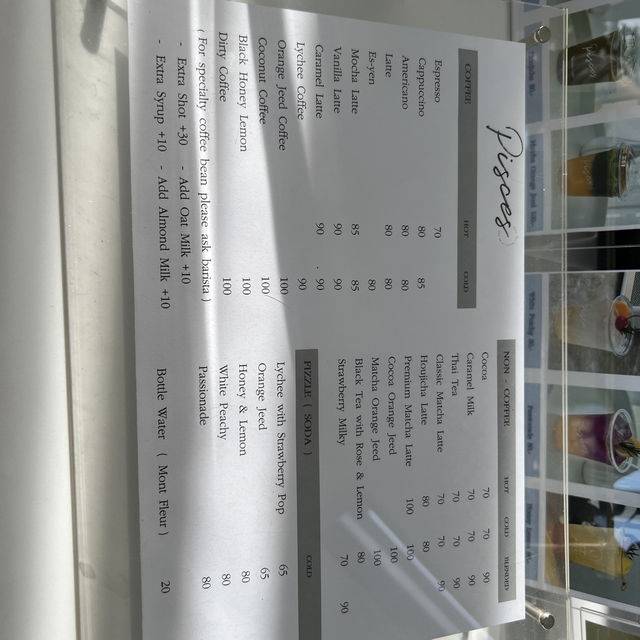 Pisces
COFFEE HOT COLD
Espresso 70
Cappuccino 80 85
Americano 80 80
Latte 80 80
Es-yen 80
Mocha Latte 85 85
Vanilla Latte 90 90
Caramel Latte 90 90
Lychee Coffee 90
Orange Jeed Coffee 100
Coconut Coffee 100
Black Honey Lemon 100
Dirty Coffee 100
( For specialty coffee bean please ask barista )
- Extra Shot +30 - Add Oat Milk +10
- Extra Syrup +10 - Add Almond Milk +10
NON - COFFEE HOT COLD BLENDED
Cocoa 70 70 90
Caramel Milk 70 70 90
Thai Tea 70 70 90
Classic Matcha Latte 70 70 90
Houjicha Latte 80 80
Premium Matcha Latte 100 100
Cocoa Orange Jeed 100
Matcha Orange Jeed 100
Black Tea with Rose & Lemon 80
Strawberry Milky 70 90
FIZZLE ( SODA ) COLD
Lychee with Strawberry Pop 65
Orange Jeed 65
Honey & Lemon 80
White Peachy 80
Passionade 80
Bottle Water ( Mont Fleur ) 20